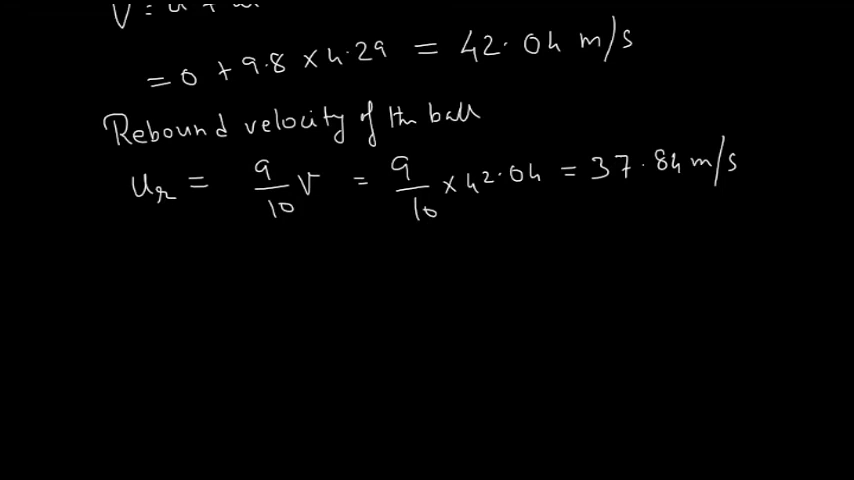 = 0 + 9.8 × 4.29 = 42.04 m/s
Rebound velocity of the ball
u_r = 9/10 V = 9/10 × 42.04 = 37.84 m/s